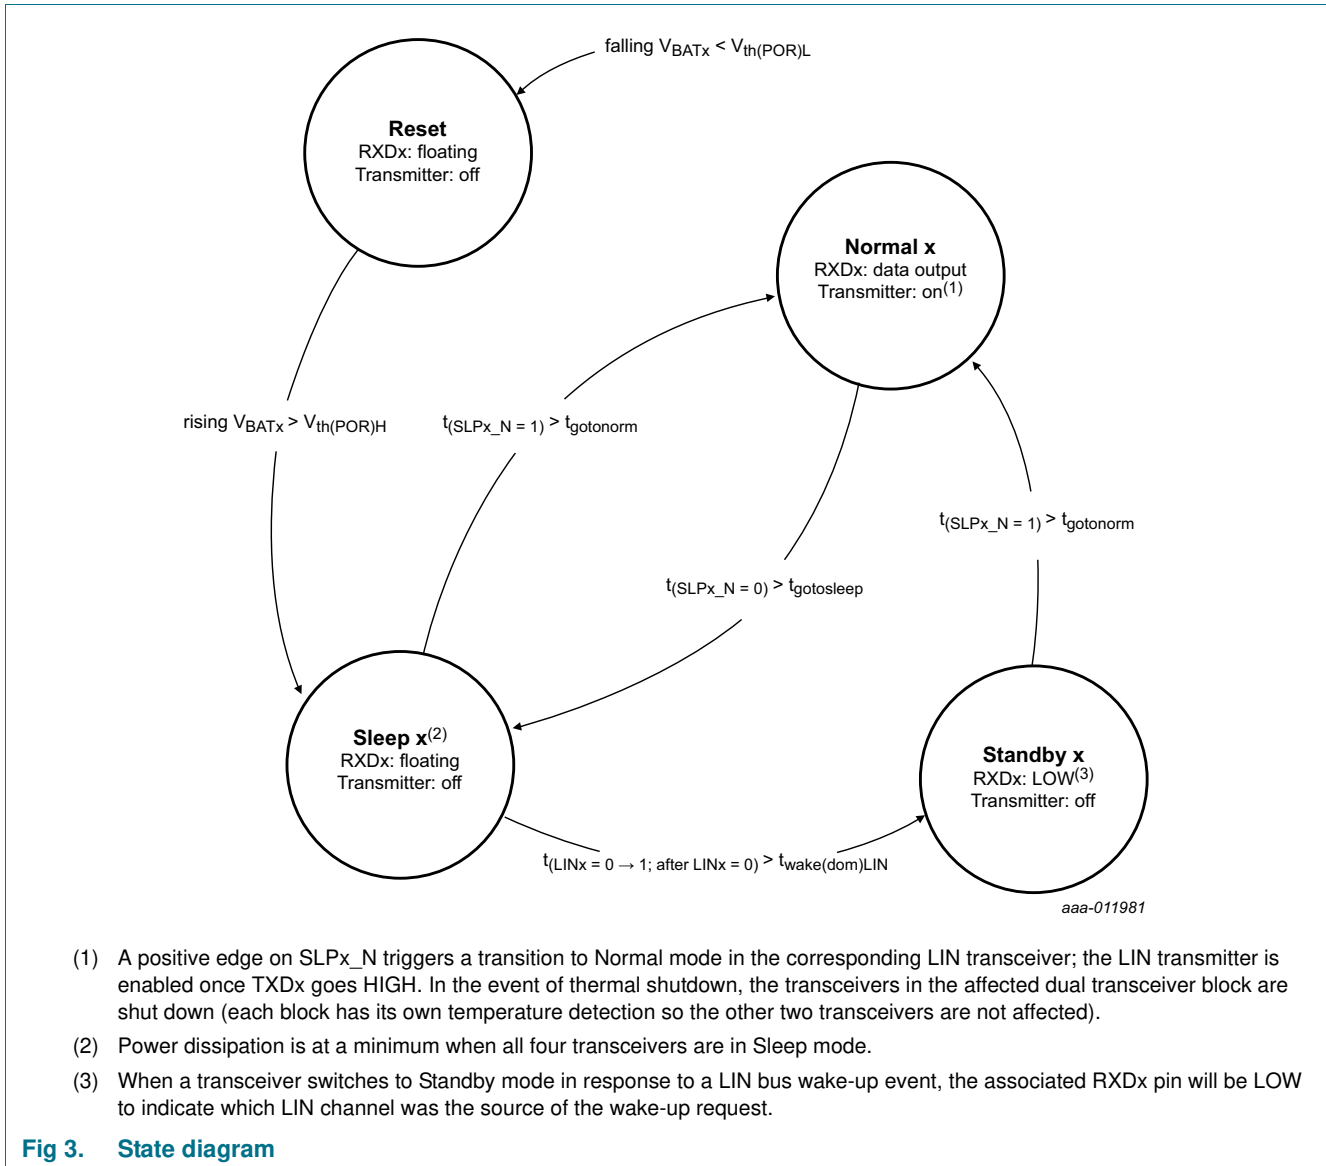 falling VBATx < Vth(POR)L
Reset
RXDx: floating
Transmitter: off
Normal x
RXDx: data output
Transmitter: on(1)
rising VBATx > Vth(POR)H
t(SLPx_N = 1) > tgotonorm
t(SLPx_N = 1) > tgotonorm
t(SLPx_N = 0) > tgotosleep
Sleep x(2)
RXDx: floating
Transmitter: off
Standby x
RXDx: LOW(3)
Transmitter: off
t(LINx = 0 → 1; after LINx = 0) > twake(dom)LIN
aaa-011981
(1) A positive edge on SLPx_N triggers a transition to Normal mode in the corresponding LIN transceiver; the LIN transmitter is
enabled once TXDx goes HIGH. In the event of thermal shutdown, the transceivers in the affected dual transceiver block are
shut down (each block has its own temperature detection so the other two transceivers are not affected).
(2) Power dissipation is at a minimum when all four transceivers are in Sleep mode.
(3) When a transceiver switches to Standby mode in response to a LIN bus wake-up event, the associated RXDx pin will be LOW
to indicate which LIN channel was the source of the wake-up request.
Fig 3. State diagram